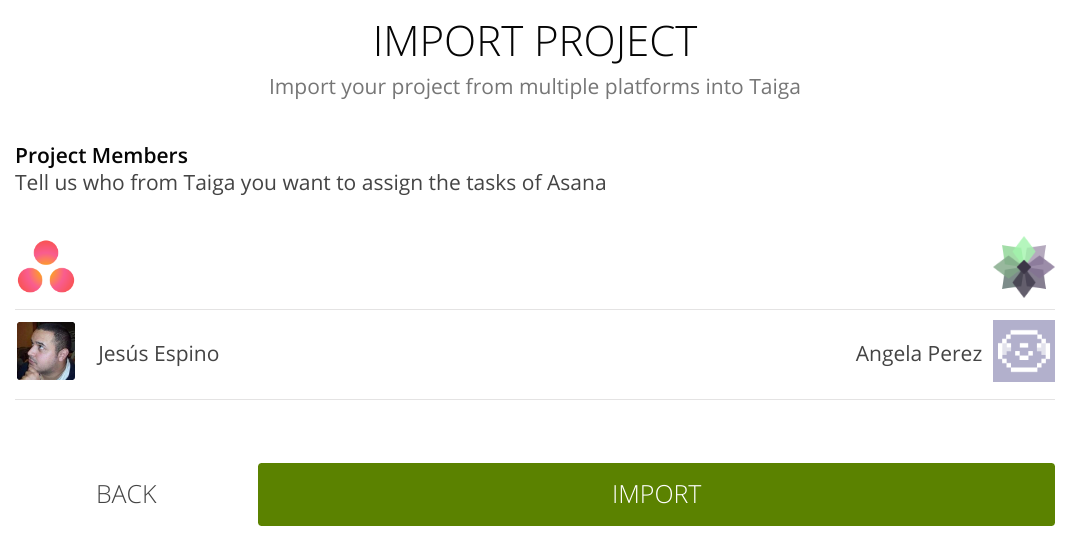 IMPORT PROJECT
Import your project from multiple platforms into Taiga
Project Members
Tell us who from Taiga you want to assign the tasks of Asana
Jesús Espino
Angela Perez
BACK
IMPORT